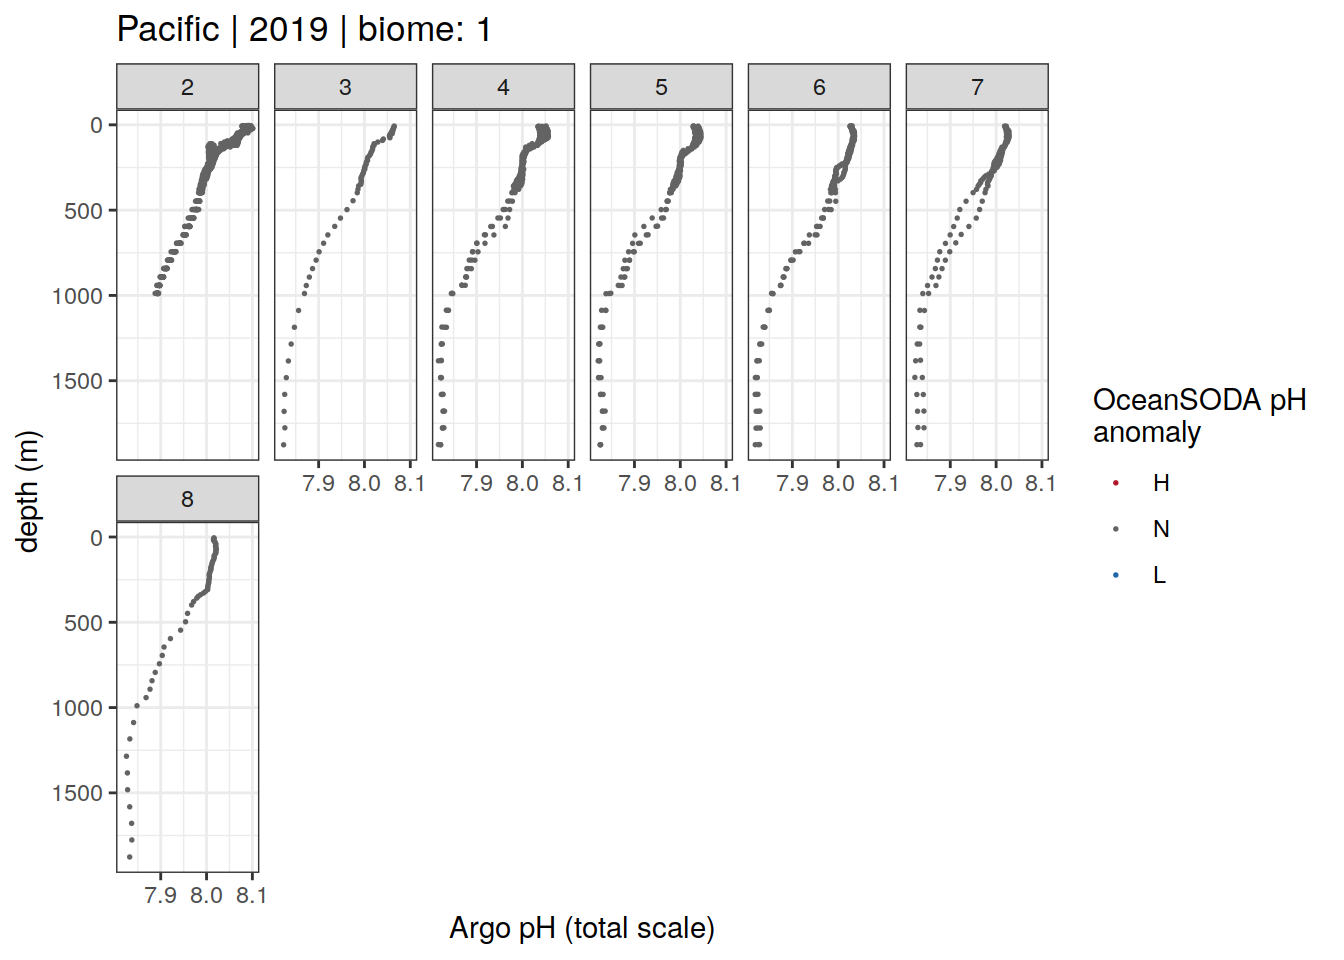 Pacific | 2019 | biome: 1
2 3 4 5 6 7
0
500
1000
1500
7.9 8.0 8.1 7.9 8.0 8.1 7.9 8.0 8.1 7.9 8.0 8.1 7.9 8.0 8.1
8
0
500
1000
1500
7.9 8.0 8.1
depth (m)
Argo pH (total scale)
OceanSODA pH
anomaly
H
N
L